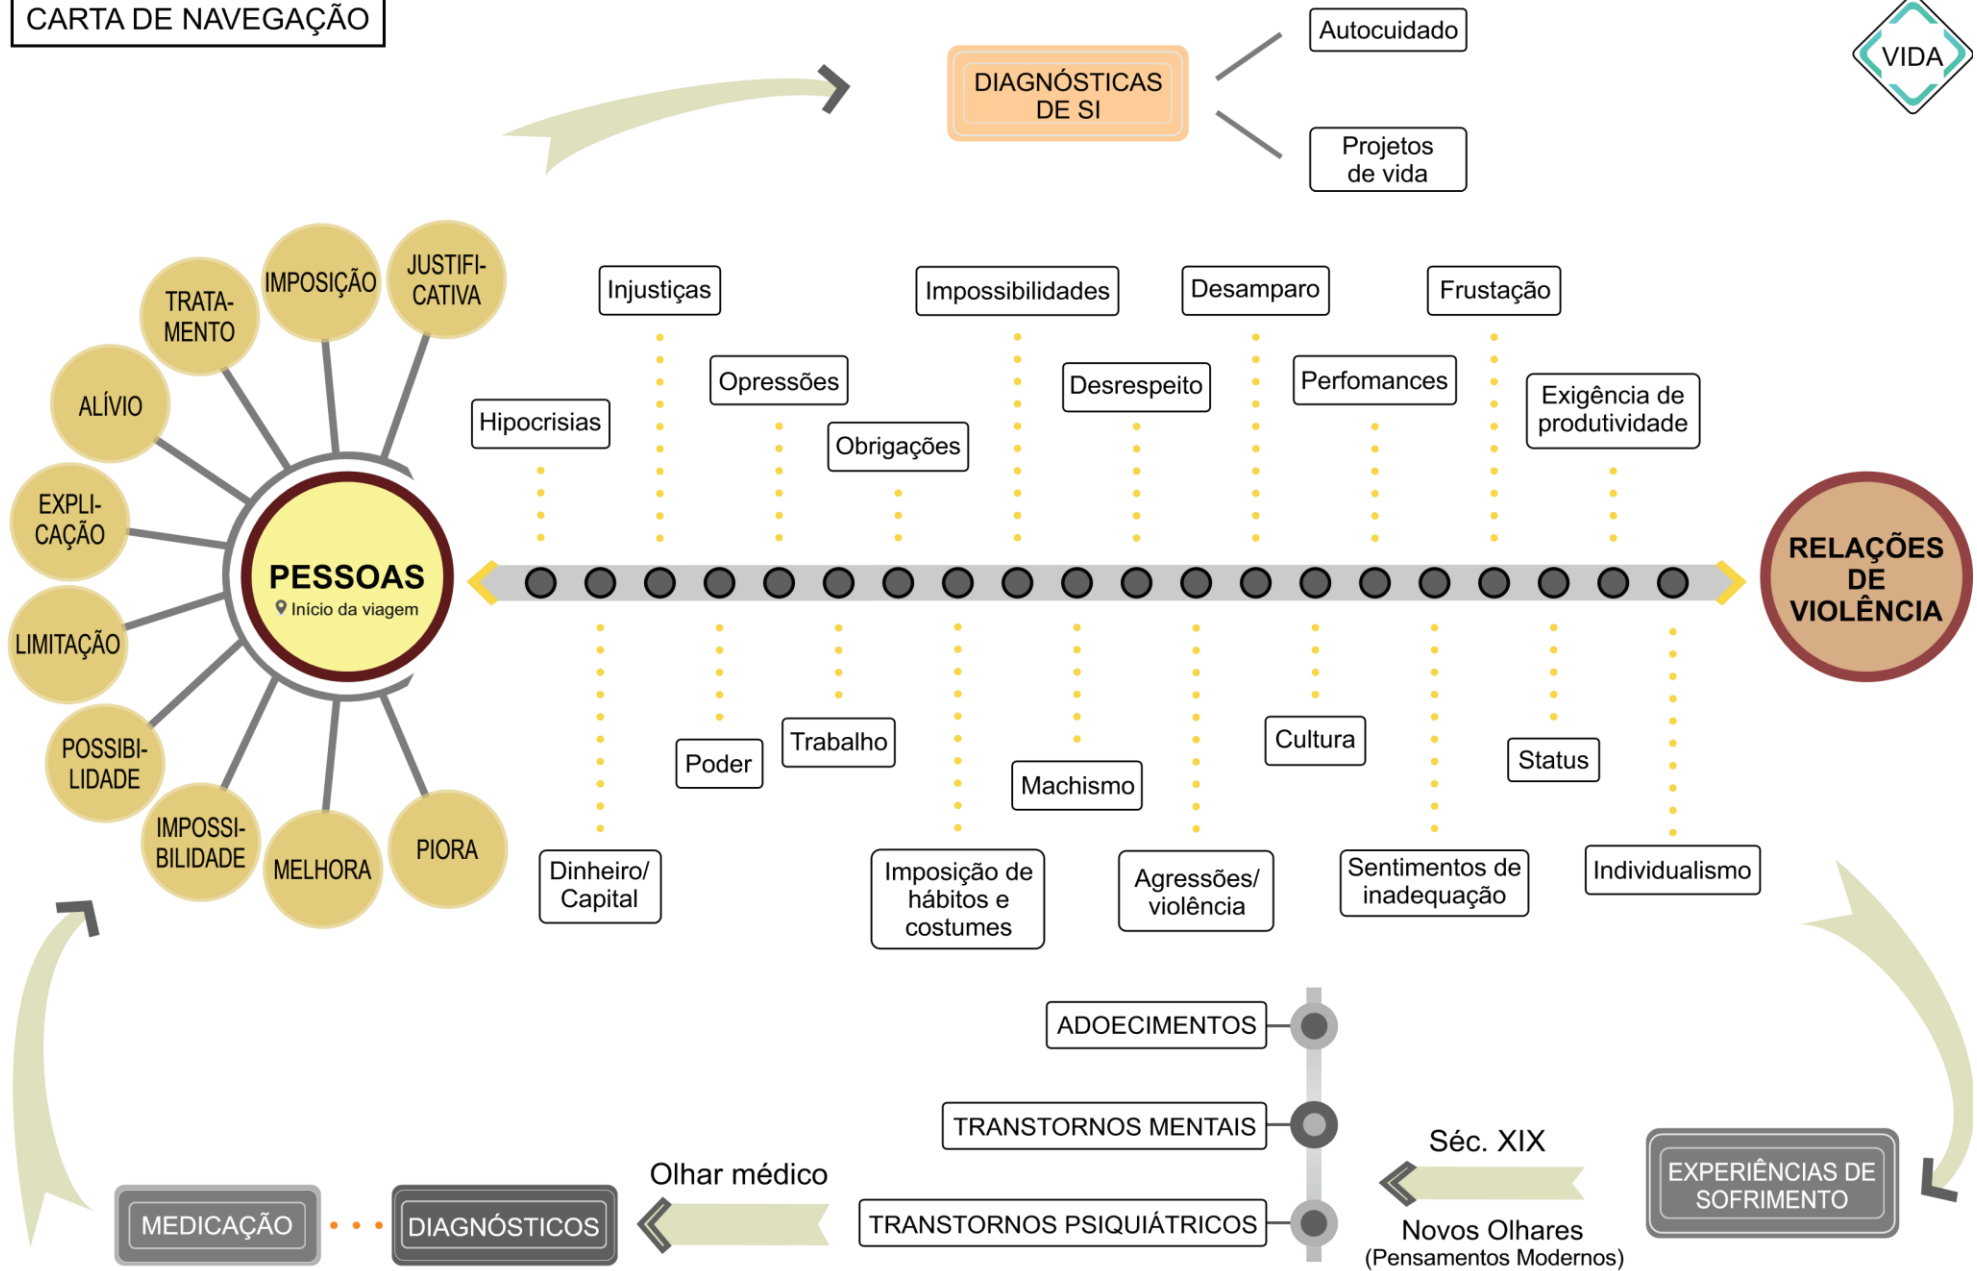 CARTA DE NAVEGAÇÃO
DIAGNÓSTICAS
DE SI
Autocuidado
Projetos
de vida
VIDA
JUSTIFI-
CATIVA
IMPOSIÇÃO
TRATA-
MENTO
ALÍVIO
EXPLI-
CAÇÃO
LIMITAÇÃO
POSSIBI-
LIDADE
IMPOSSI-
BILIDADE
MELHORA
PIORA
PESSOAS
Início da viagem
Hipocrisias
Injustiças
Opressões
Obrigações
Impossibilidades
Desrespeito
Desamparo
Perfomances
Frustação
Exigência de
produtividade
Dinheiro/
Capital
Poder
Trabalho
Imposição de
hábitos e
costumes
Machismo
Agressões/
violência
Cultura
Sentimentos de
inadequação
Status
Individualismo
RELAÇÕES
DE
VIOLÊNCIA
EXPERIÊNCIAS DE
SOFRIMENTO
Séc. XIX
Novos Olhares
(Pensamentos Modernos)
ADOECIMENTOS
TRANSTORNOS MENTAIS
TRANSTORNOS PSIQUIÁTRICOS
Olhar médico
DIAGNÓSTICOS
MEDICAÇÃO